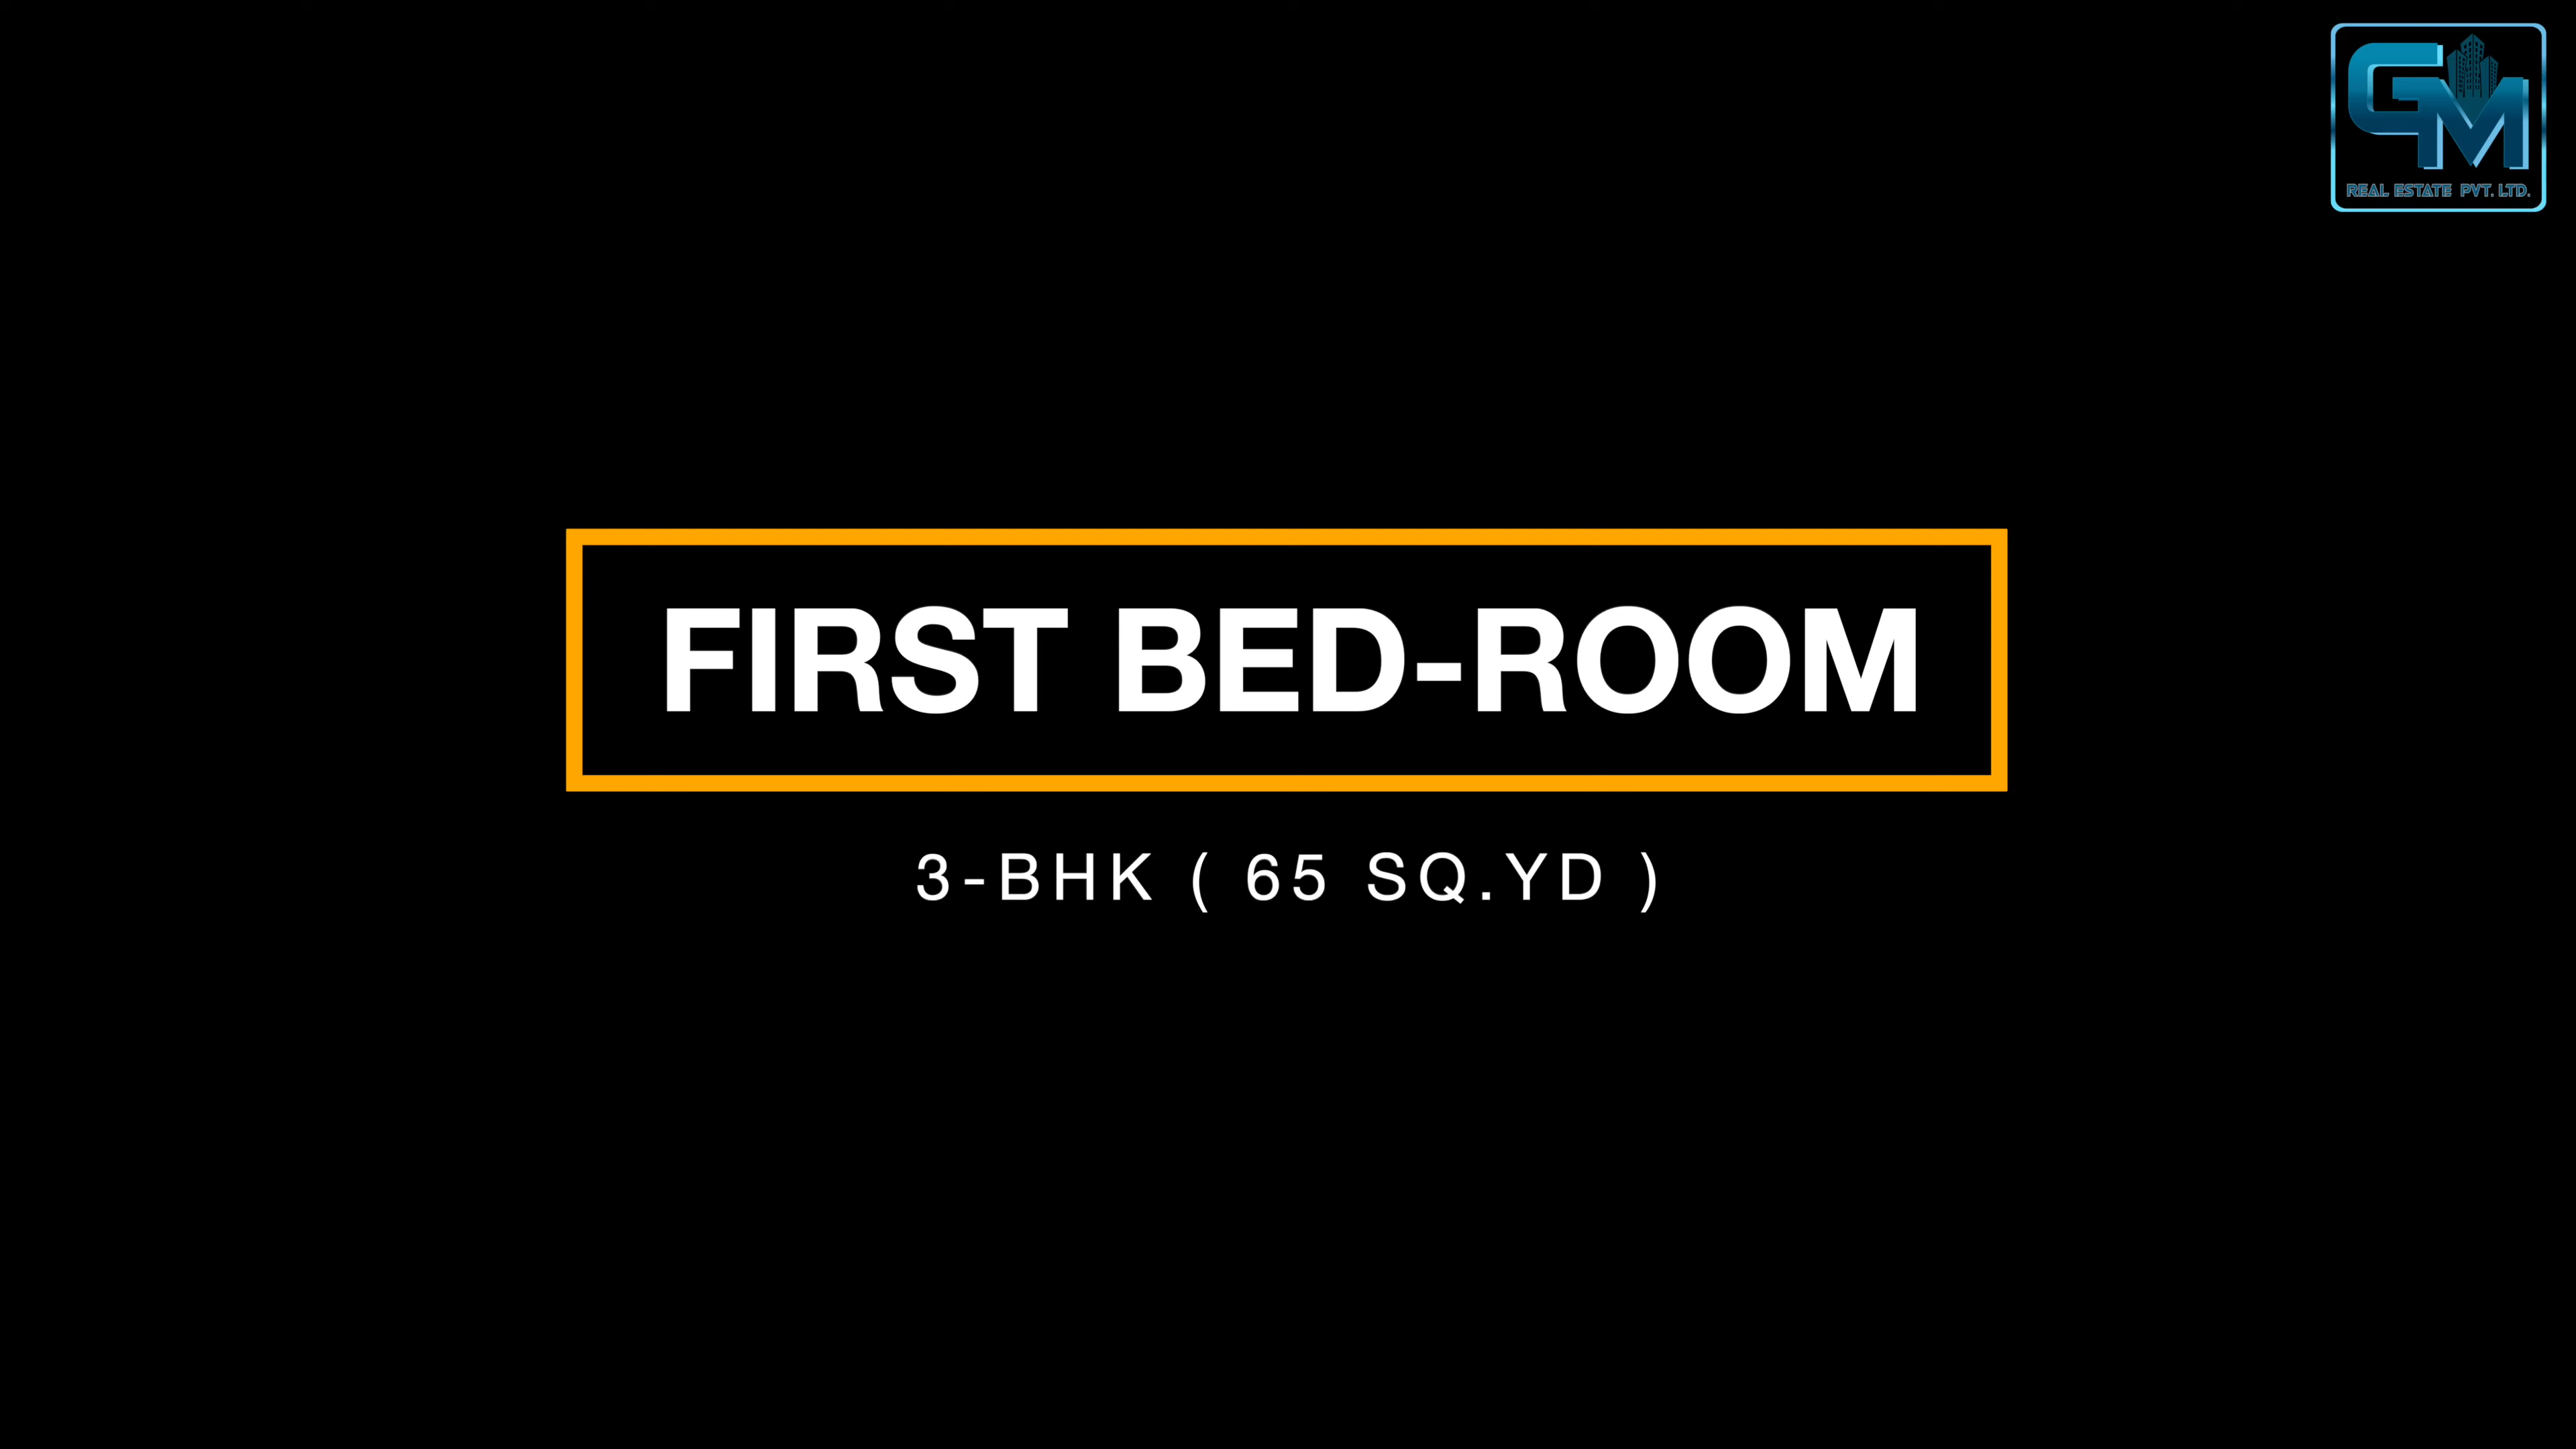 GM
REAL ESTATE PVT. LTD.
FIRST BED-ROOM
3-BHK ( 65 SQ.YD )